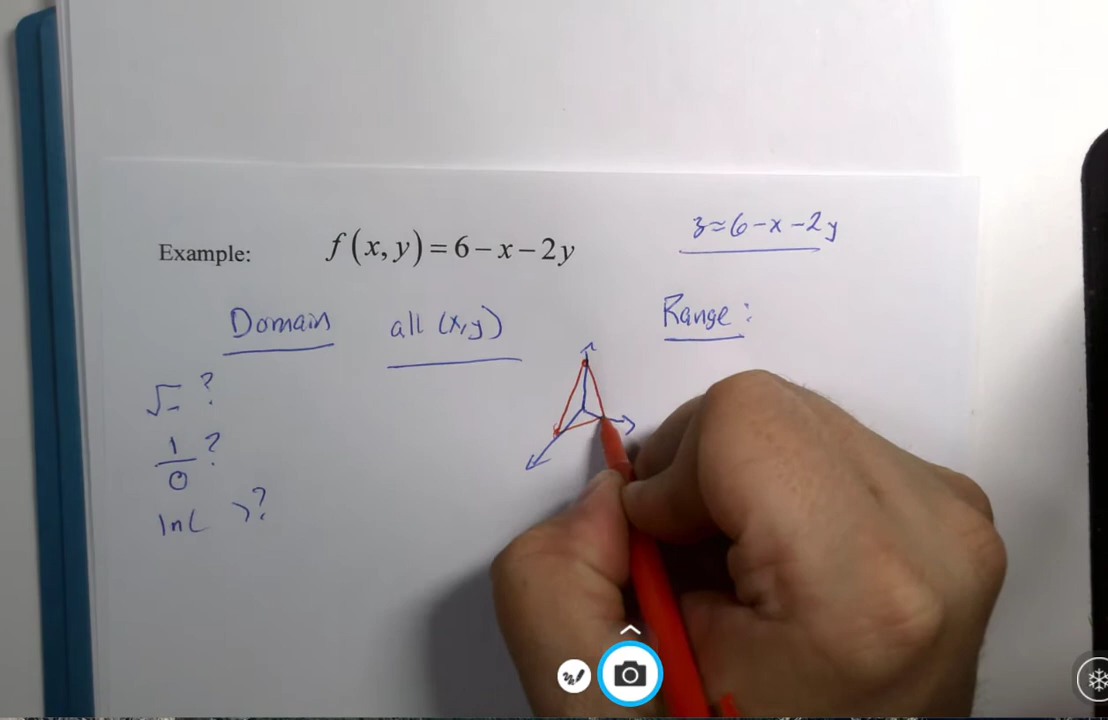 z=6-x-2y
Example: f(x,y)=6-x-2y
Domain all (x,y) Range:
√- ?
1/0 ?
ln( )?